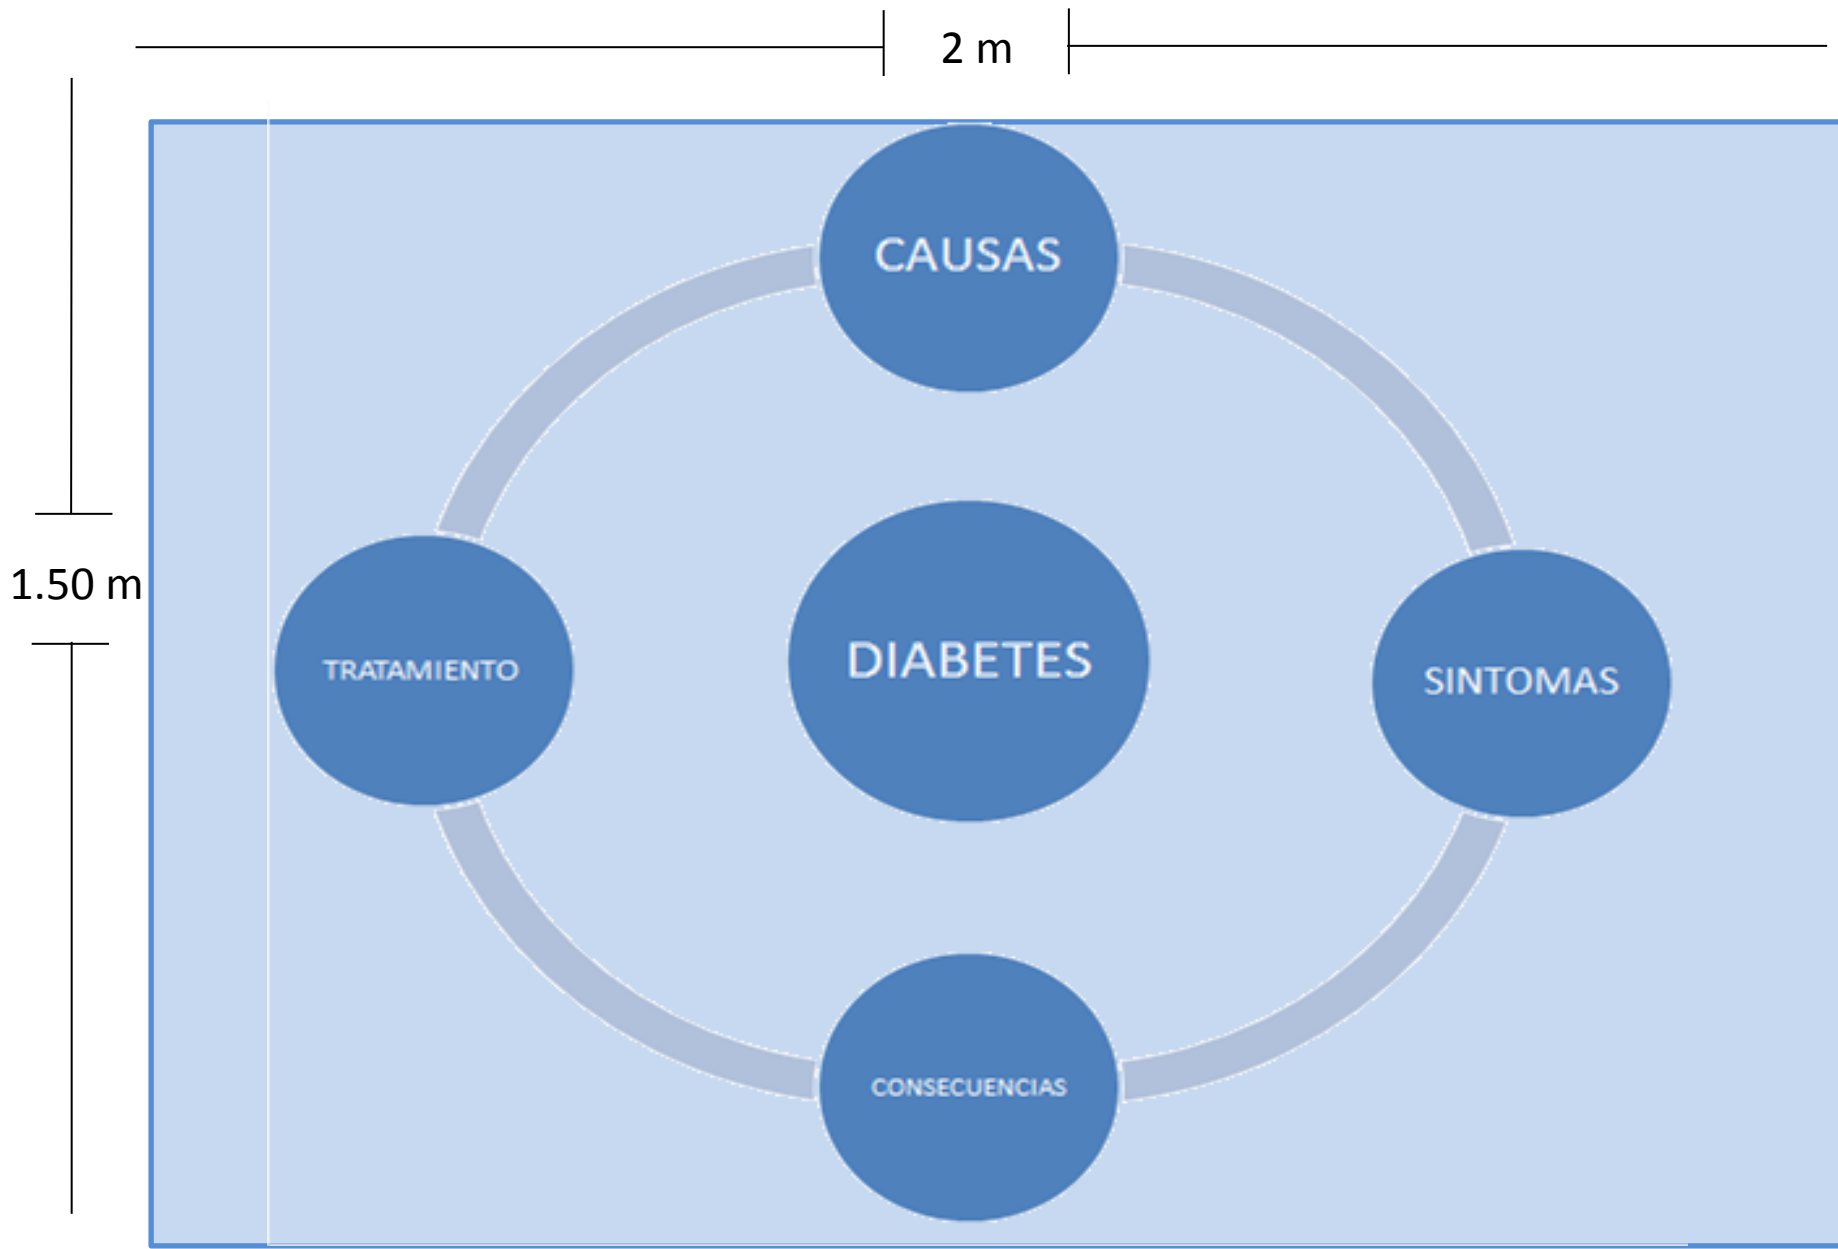 2 m
CAUSAS
1.50 m
TRATAMIENTO
DIABETES
SINTOMAS
CONSECUENCIAS